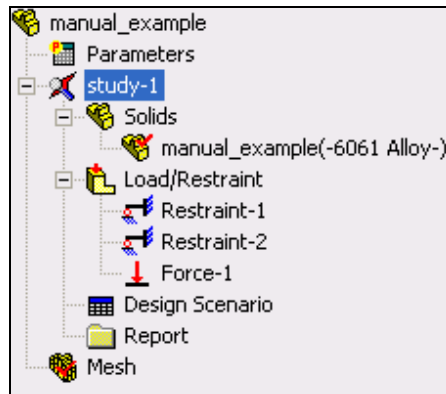 manual_example
Parameters
study-1
Solids
manual_example(-6061 Alloy-)
Load/Restraint
Restraint-1
Restraint-2
Force-1
Design Scenario
Report
Mesh